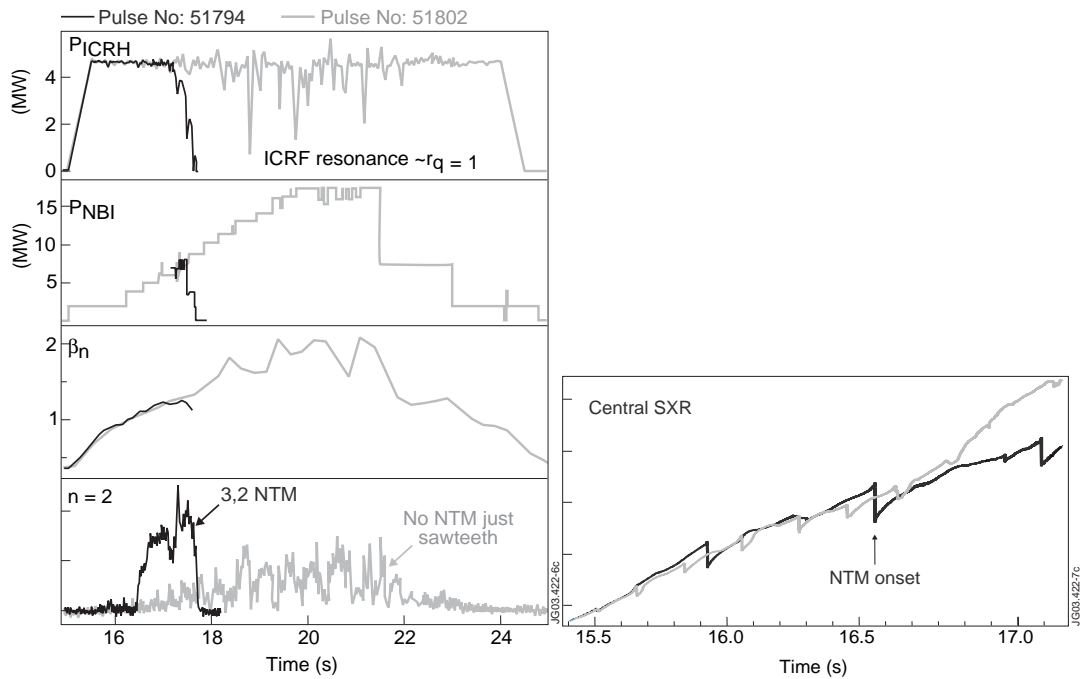 Pulse No: 51794
Pulse No: 51802
PICRH
(MW)
4
2
0
ICRF resonance ~rq = 1
PNBI
(MW)
15
10
5
βn
2
1
n = 2
3,2 NTM
No NTM just
sawteeth
JG03.422-6c
16
18
20
22
24
Time (s)
Central SXR
NTM onset
JG03.422-7c
15.5
16.0
16.5
17.0
Time (s)